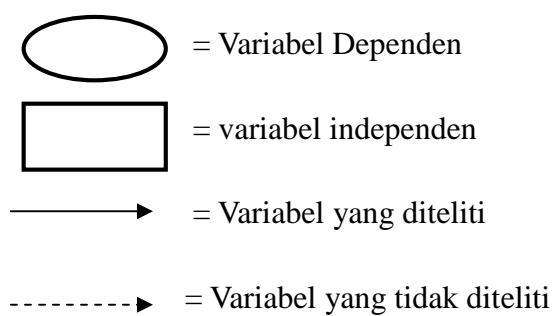 = Variabel Dependen
= variabel independen
= Variabel yang diteliti
= Variabel yang tidak diteliti